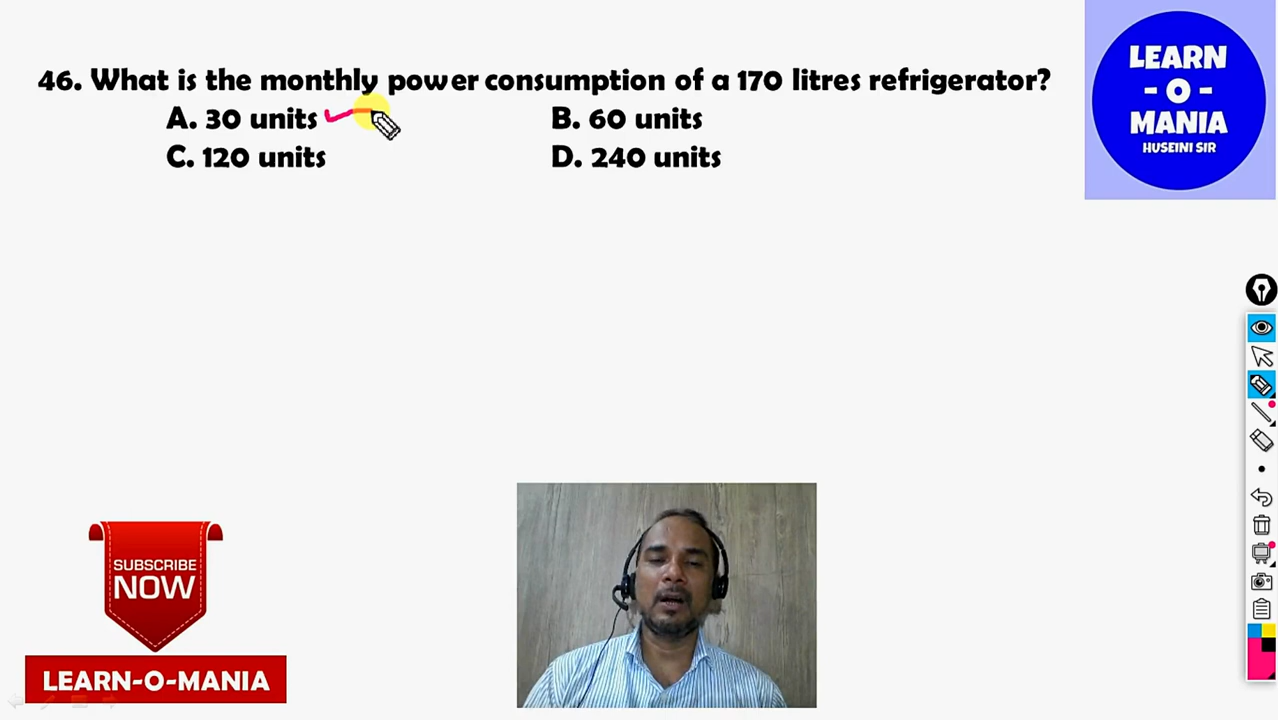 46. What is the monthly power consumption of a 170 litres refrigerator?
A. 30 units
B. 60 units
C. 120 units
D. 240 units
LEARN
- O -
MANIA
HUSEINI SIR
SUBSCRIBE
NOW
LEARN-O-MANIA